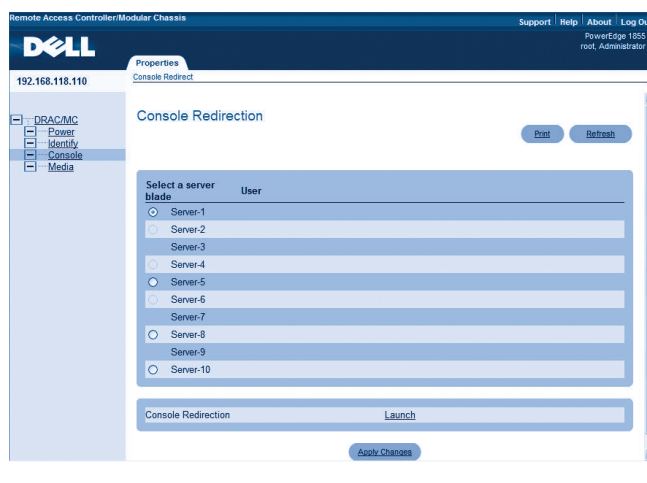 Remote Access Controller/Modular Chassis
Support Help About Log Ou
DELL
PowerEdge 1855
root, Administrator
Properties
192.168.118.110
Console Redirect
DRAC/MC
Power
Identify
Console
Media
Console Redirection
Print Refresh
Select a server blade User
Server-1
Server-2
Server-3
Server-4
Server-5
Server-6
Server-7
Server-8
Server-9
Server-10
Console Redirection Launch
Apply Changes